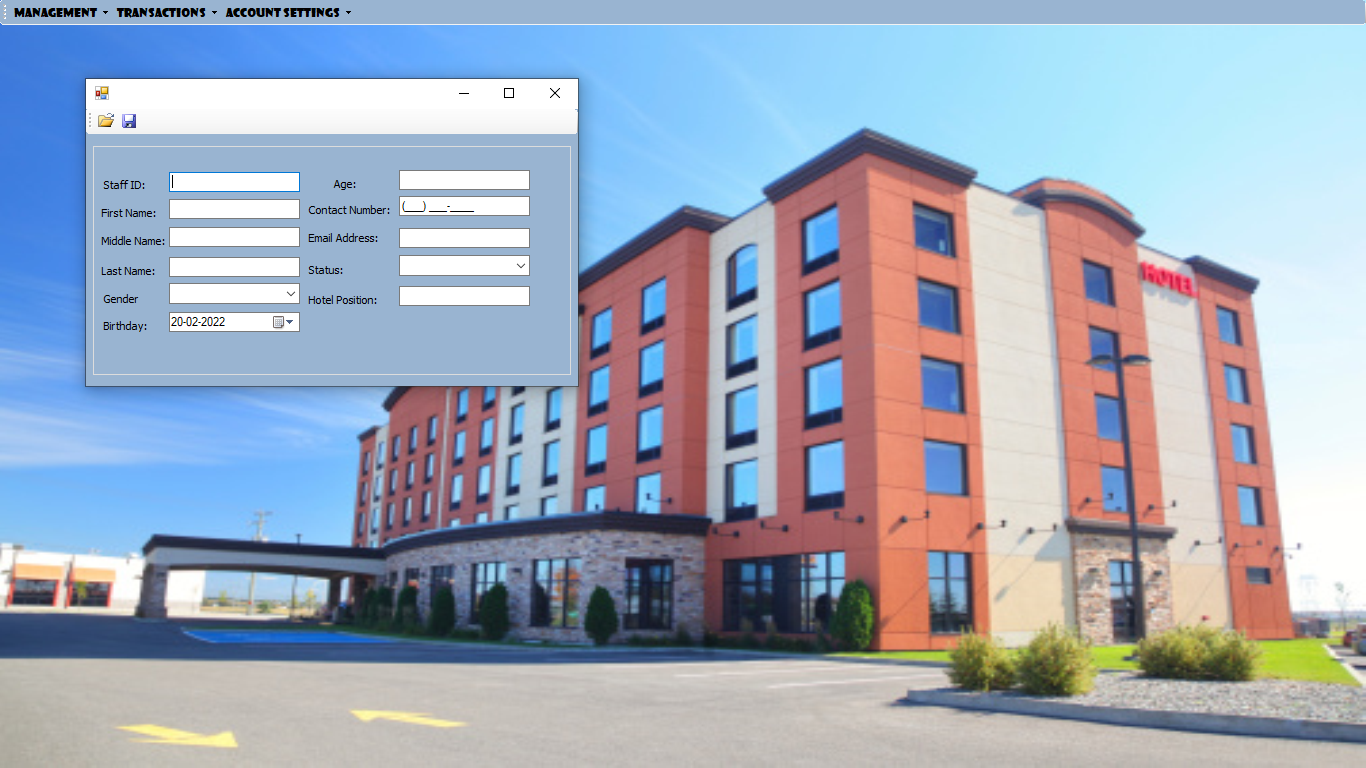 MANAGEMENT TRANSACTIONS ACCOUNT SETTINGS
Staff ID:
Age:
First Name:
Contact Number: (___) ___-____
Middle Name:
Email Address:
Last Name:
Status:
Gender
Hotel Position:
Birthday: 20-02-2022
HOTEL